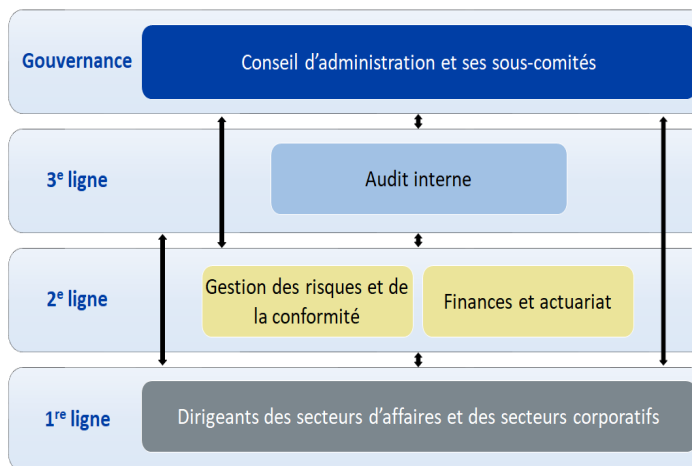 Gouvernance
Conseil d'administration et ses sous-comités
3e ligne
Audit interne
2e ligne
Gestion des risques et de
la conformité
Finances et actuariat
1re ligne
Dirigeants des secteurs d'affaires et des secteurs corporatifs